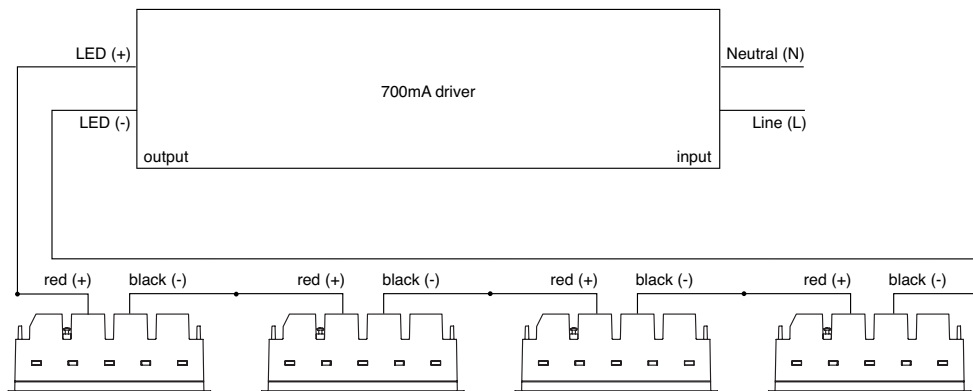 LED (+)
Neutral (N)
700mA driver
LED (-)
Line (L)
output
input
red (+)
black (-)
red (+)
black (-)
red (+)
black (-)
red (+)
black (-)